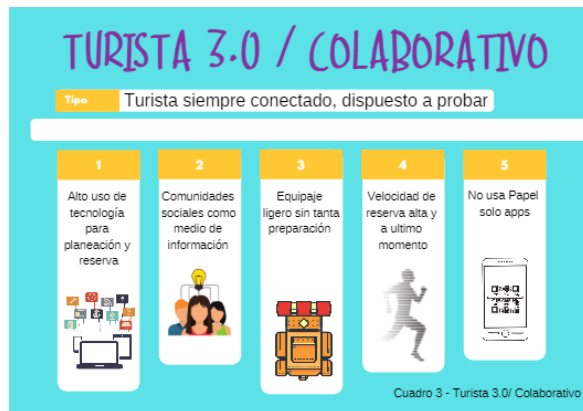 TURISTA 3.0 / COLABORATIVO
Tipo Turista siempre conectado, dispuesto a probar
1
Alto uso de
tecnología
para
planeación y
reserva
2
Comunidades
sociales como
medio de
información
3
Equipaje
ligero sin tanta
preparación
4
Velocidad de
reserva alta y
a ultimo
momento
5
No usa Papel
solo apps
Cuadro 3 - Turista 3.0/ Colaborativo